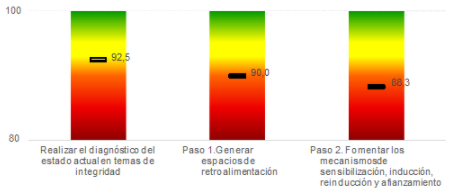 100
92,5
90,0
88,3
80
Realizar el diagnóstico del
estado actual en temas de
integridad
Paso 1.Generar
espacios de
retroalimentación
Paso 2. Fomentar los
mecanismos de
sensibilización, inducción,
reinducción y afianzamiento